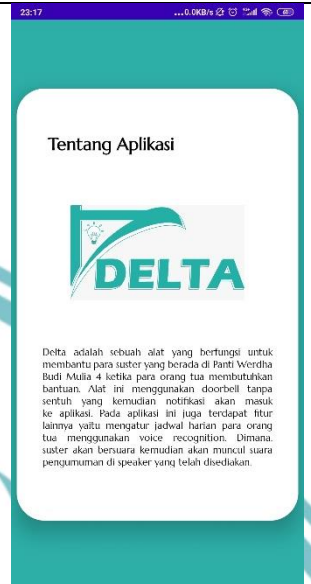 23:17
...0.0KB/s
Tentang Aplikasi
DELTA
Delta adalah sebuah alat yang berfungsi untuk
membantu para suster yang berada di Panti Werdha
Budi Mulia 4 ketika para orang tua membutuhkan
bantuan. Alat ini menggunakan doorbell tanpa
sentuh yang kemudian notifikasi akan masuk
ke aplikasi. Pada aplikasi ini juga terdapat fitur
lainnya yaitu mengatur jadwal harian para orang
tua menggunakan voice recognition. Dimana,
suster akan bersuara kemudian akan muncul suara
pengumuman di speaker yang telah disediakan.